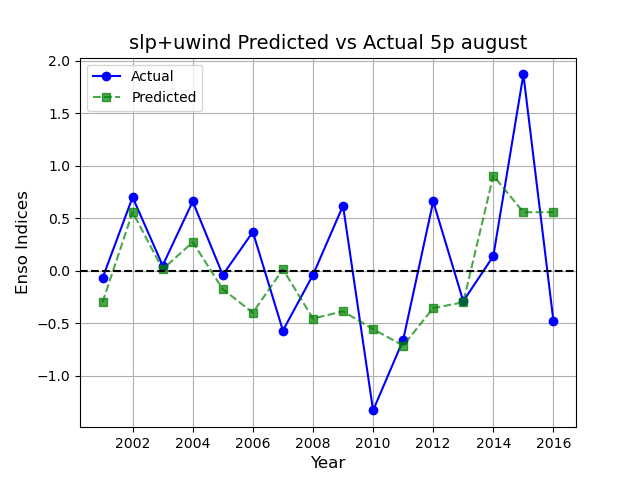 slp+uwind Predicted vs Actual 5p august
Actual
Predicted
Enso Indices
2.0
1.5
1.0
0.5
0.0
−0.5
−1.0
2002 2004 2006 2008 2010 2012 2014 2016
Year